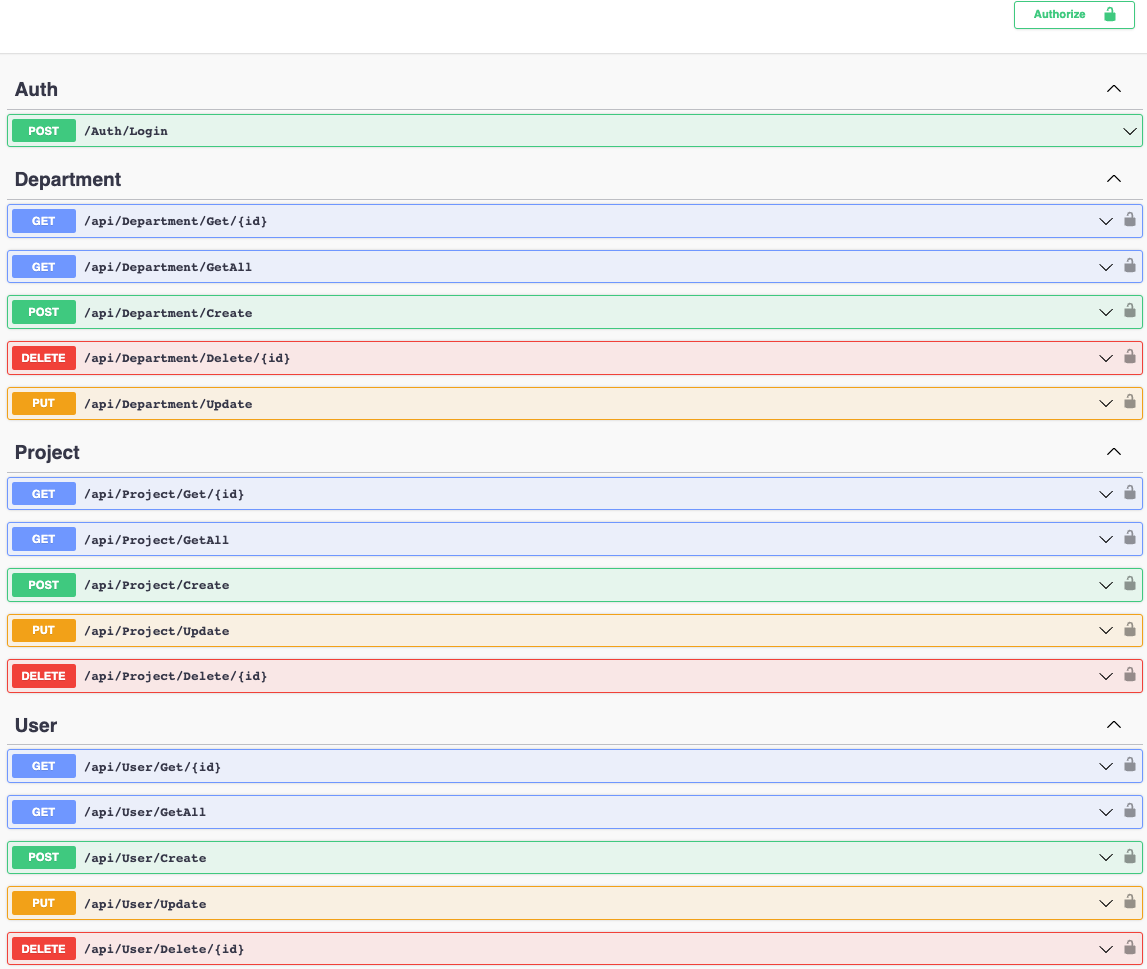 Authorize
Auth
POST /Auth/Login
Department
GET /api/Department/Get/{id}
GET /api/Department/GetAll
POST /api/Department/Create
DELETE /api/Department/Delete/{id}
PUT /api/Department/Update
Project
GET /api/Project/Get/{id}
GET /api/Project/GetAll
POST /api/Project/Create
PUT /api/Project/Update
DELETE /api/Project/Delete/{id}
User
GET /api/User/Get/{id}
GET /api/User/GetAll
POST /api/User/Create
PUT /api/User/Update
DELETE /api/User/Delete/{id}